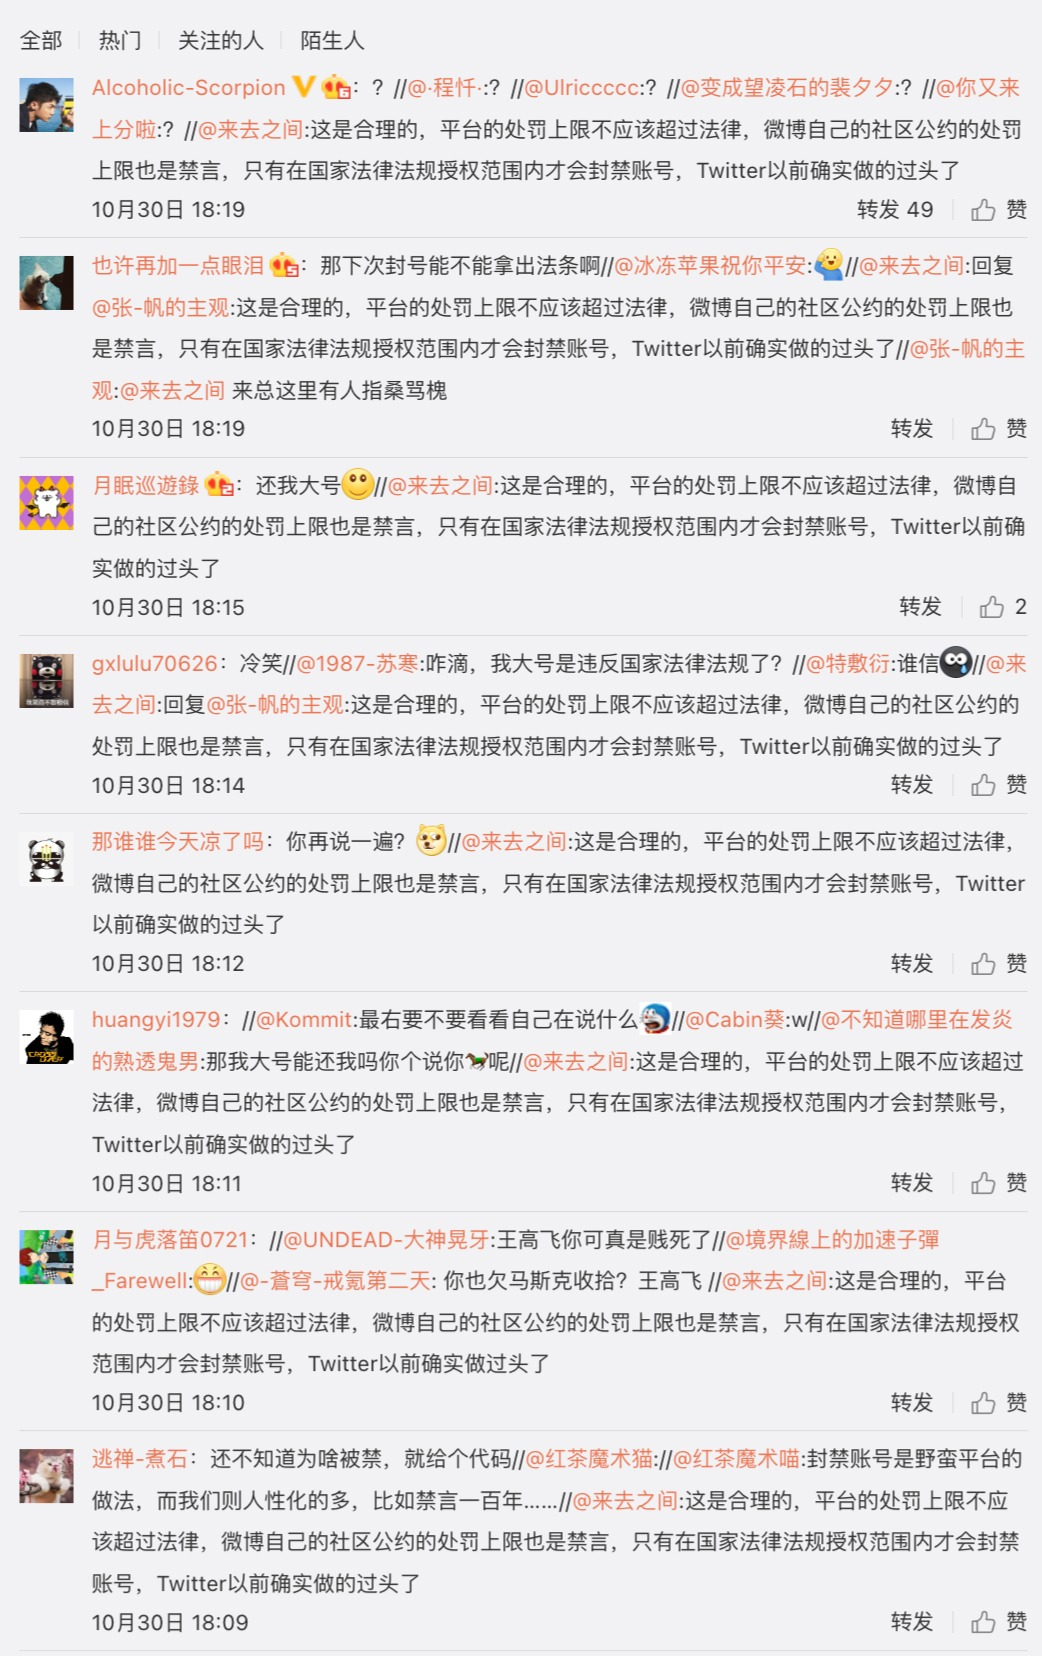 全部 热门 关注的人 陌生人
Alcoholic-Scorpion：？//@·程忏·:？//@Ulriccccc:？//@变成望凌石的裴夕夕:？//@你又来
上分啦:？//@来去之间:这是合理的，平台的处罚上限不应该超过法律，微博自己的社区公约的处罚
上限也是禁言，只有在国家法律法规授权范围内才会封禁账号，Twitter以前确实做的过头了
10月30日 18:19 转发 49 赞
也许再加一点眼泪：那下次封号能不能拿出法条啊//@冰冻苹果祝你平安://@来去之间:回复
@张-帆的主观:这是合理的，平台的处罚上限不应该超过法律，微博自己的社区公约的处罚上限也
是禁言，只有在国家法律法规授权范围内才会封禁账号，Twitter以前确实做的过头了//@张-帆的主
观:@来去之间 来总这里有人指桑骂槐
10月30日 18:19 转发 赞
月眠巡遊錄：还我大号//@来去之间:这是合理的，平台的处罚上限不应该超过法律，微博自
己的社区公约的处罚上限也是禁言，只有在国家法律法规授权范围内才会封禁账号，Twitter以前确
实做的过头了
10月30日 18:15 转发 2
gxlulu70626：冷笑//@1987-苏寒:咋滴，我大号是违反国家法律法规了？//@特敷衍:谁信//@来
去之间:回复@张-帆的主观:这是合理的，平台的处罚上限不应该超过法律，微博自己的社区公约的
处罚上限也是禁言，只有在国家法律法规授权范围内才会封禁账号，Twitter以前确实做的过头了
10月30日 18:14 转发 赞
那谁谁今天凉了吗：你再说一遍？//@来去之间:这是合理的，平台的处罚上限不应该超过法律，
微博自己的社区公约的处罚上限也是禁言，只有在国家法律法规授权范围内才会封禁账号，Twitter
以前确实做的过头了
10月30日 18:12 转发 赞
huangyi1979：//@Kommit:最右要不要看看自己在说什么//@Cabin葵:w//@不知道哪里在发炎
的熟透鬼男:那我大号能还我吗你个说你呢//@来去之间:这是合理的，平台的处罚上限不应该超过
法律，微博自己的社区公约的处罚上限也是禁言，只有在国家法律法规授权范围内才会封禁账号，
Twitter以前确实做的过头了
10月30日 18:11 转发 赞
月与虎落笛0721：//@UNDEAD-大神晃牙:王高飞你可真是贱死了//@境界線上的加速子彈
_Farewell://@-蒼穹-戒氪第二天: 你也欠马斯克收拾？王高飞 //@来去之间:这是合理的，平台
的处罚上限不应该超过法律，微博自己的社区公约的处罚上限也是禁言，只有在国家法律法规授权
范围内才会封禁账号，Twitter以前确实做过头了
10月30日 18:10 转发 赞
逃禅-煮石：还不知道为啥被禁，就给个代码//@红茶魔术猫://@红茶魔术喵:封禁账号是野蛮平台的
做法，而我们则人性化的多，比如禁言一百年……//@来去之间:这是合理的，平台的处罚上限不应
该超过法律，微博自己的社区公约的处罚上限也是禁言，只有在国家法律法规授权范围内才会封禁
账号，Twitter以前确实做的过头了
10月30日 18:09 转发 赞